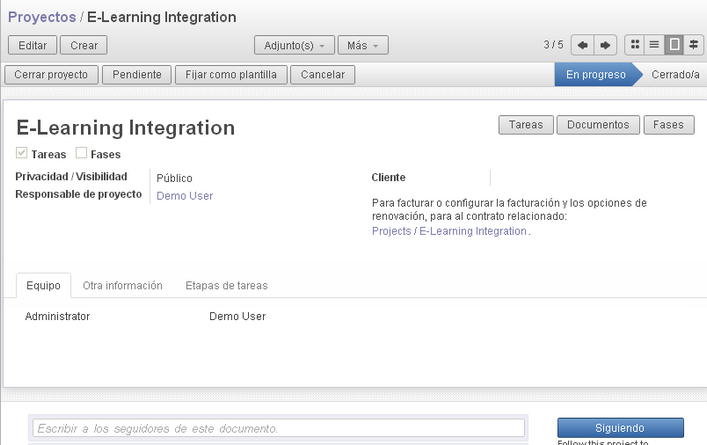 Proyectos / E-Learning Integration
Editar Crear Adjunto(s) Más 3 / 5
Cerrar proyecto Pendiente Fijar como plantilla Cancelar En progreso Cerrado/a
E-Learning Integration Tareas Documentos Fases
Tareas Fases
Privacidad / Visibilidad Público Cliente
Responsable de proyecto Demo User
Para facturar o configurar la facturación y los opciones de
renovación, para al contrato relacionado:
Projects / E-Learning Integration .
Equipo Otra información Etapas de tareas
Administrator Demo User
Escribir a los seguidores de este documento. Siguiendo
Follow this project to